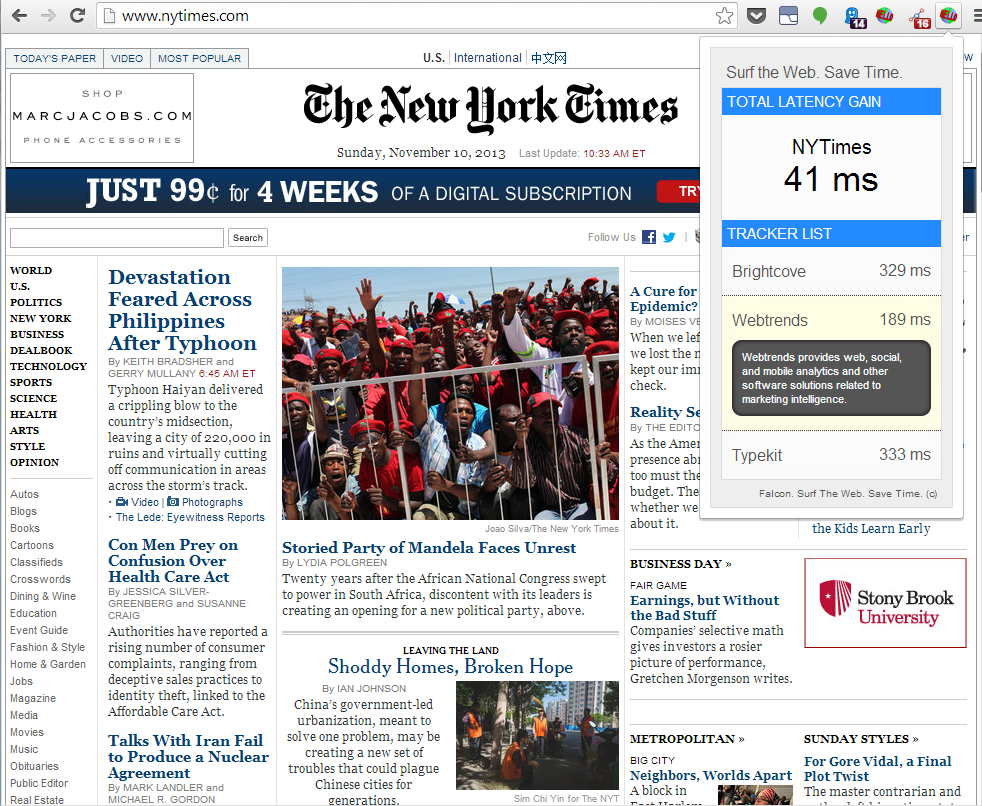 www.nytimes.com
14
16
TODAY'S PAPER
VIDEO
MOST POPULAR
U.S.
International
中文网
SHOP
MARCJACOBS.COM
PHONE ACCESSORIES
The New York Times
Sunday, November 10, 2013 Last Update: 10:33 AM ET
JUST 99¢ for 4 WEEKS OF A DIGITAL SUBSCRIPTION
Search
Follow Us
WORLD
U.S.
POLITICS
NEW YORK
BUSINESS
DEALBOOK
TECHNOLOGY
SPORTS
SCIENCE
HEALTH
ARTS
STYLE
OPINION
Autos
Blogs
Books
Cartoons
Classifieds
Crosswords
Dining & Wine
Education
Event Guide
Fashion & Style
Home & Garden
Jobs
Magazine
Media
Movies
Music
Obituaries
Public Editor
Real Estate
Devastation
Feared Across
Philippines
After Typhoon
By KEITH BRADSHER and
GERRY MULLANY 6:45 AM ET
Typhoon Haiyan delivered
a crippling blow to the
country's midsection,
leaving a city of 220,000 in
ruins and virtually cutting
off communication in areas
across the storm's track.
• Video | Photographs
• The Lede: Eyewitness Reports
Con Men Prey on
Confusion Over
Health Care Act
By JESSICA SILVER-
GREENBERG and SUSANNE
CRAIG
Authorities have reported a
rising number of consumer
complaints, ranging from
deceptive sales practices to
identity theft, linked to the
Affordable Care Act.
Talks With Iran Fail
to Produce a Nuclear
Agreement
By MARK LANDLER and
MICHAEL R. GORDON
Joao Silva/The New York Times
Storied Party of Mandela Faces Unrest
By LYDIA POLGREEN
Twenty years after the African National Congress swept
to power in South Africa, discontent with its leaders is
creating an opening for a new political party, above.
LEAVING THE LAND
Shoddy Homes, Broken Hope
By IAN JOHNSON
China's government-led
urbanization, meant to
solve one problem, may be
creating a new set of
troubles that could plague
Chinese cities for
generations.
Sim Chi Yin for The NYT
A Cure for
Epidemic?
By MOISES
When we lef
we lost the
kept our
check.
Reality
By THE
As the
presence
too must the
budget. The
whether we
about it.
the Kids Learn Early
BUSINESS DAY »
FAIR GAME
Earnings, but Without
the Bad Stuff
Companies' selective math
gives investors a rosier
picture of performance,
Gretchen Morgenson writes.
Stony Brook
University
METROPOLITAN »
BIG CITY
Neighbors, Worlds Apart
A block in
East Harlem
SUNDAY STYLES »
For Gore Vidal, a Final
Plot Twist
The master contrarian and
Surf the Web. Save Time.
TOTAL LATENCY GAIN
NYTimes
41 ms
TRACKER LIST
Brightcove 329 ms
Webtrends 189 ms
Webtrends provides web, social,
and mobile analytics and other
software solutions related to
marketing intelligence.
Typekit 333 ms
Falcon. Surf The Web. Save Time. (c)